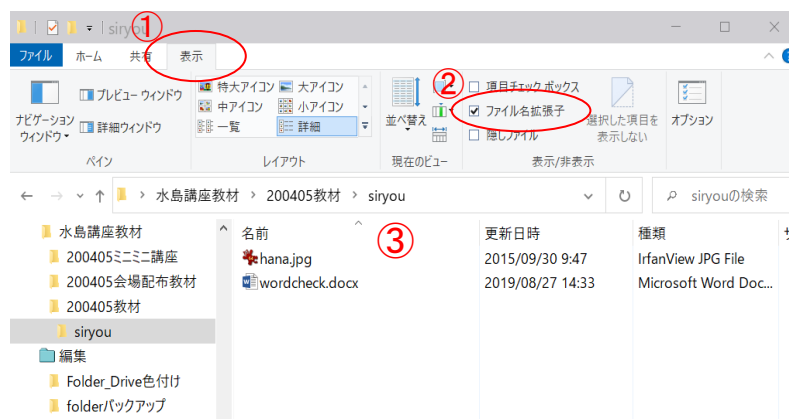 ① siryou
ファイル ホーム 共有 表示
② 項目チェック ボックス
特大アイコン 大アイコン
プレビュー ウィンドウ
中アイコン 小アイコン
ファイル名拡張子
ナビゲーション ウィンドウ
詳細ウィンドウ
一覧 詳細
並べ替え
隠しファイル
選択した項目を
表示しない
オプション
ペイン レイアウト 現在のビュー 表示/非表示
水島講座教材 200405教材 siryou
siryouの検索
水島講座教材
200405ミニミニ講座
200405会場配布教材
200405教材
siryou
編集
Folder_Drive色付け
folderバックアップ
③
名前 更新日時 種類
hana.jpg 2015/09/30 9:47 IrfanView JPG File
wordcheck.docx 2019/08/27 14:33 Microsoft Word Doc...